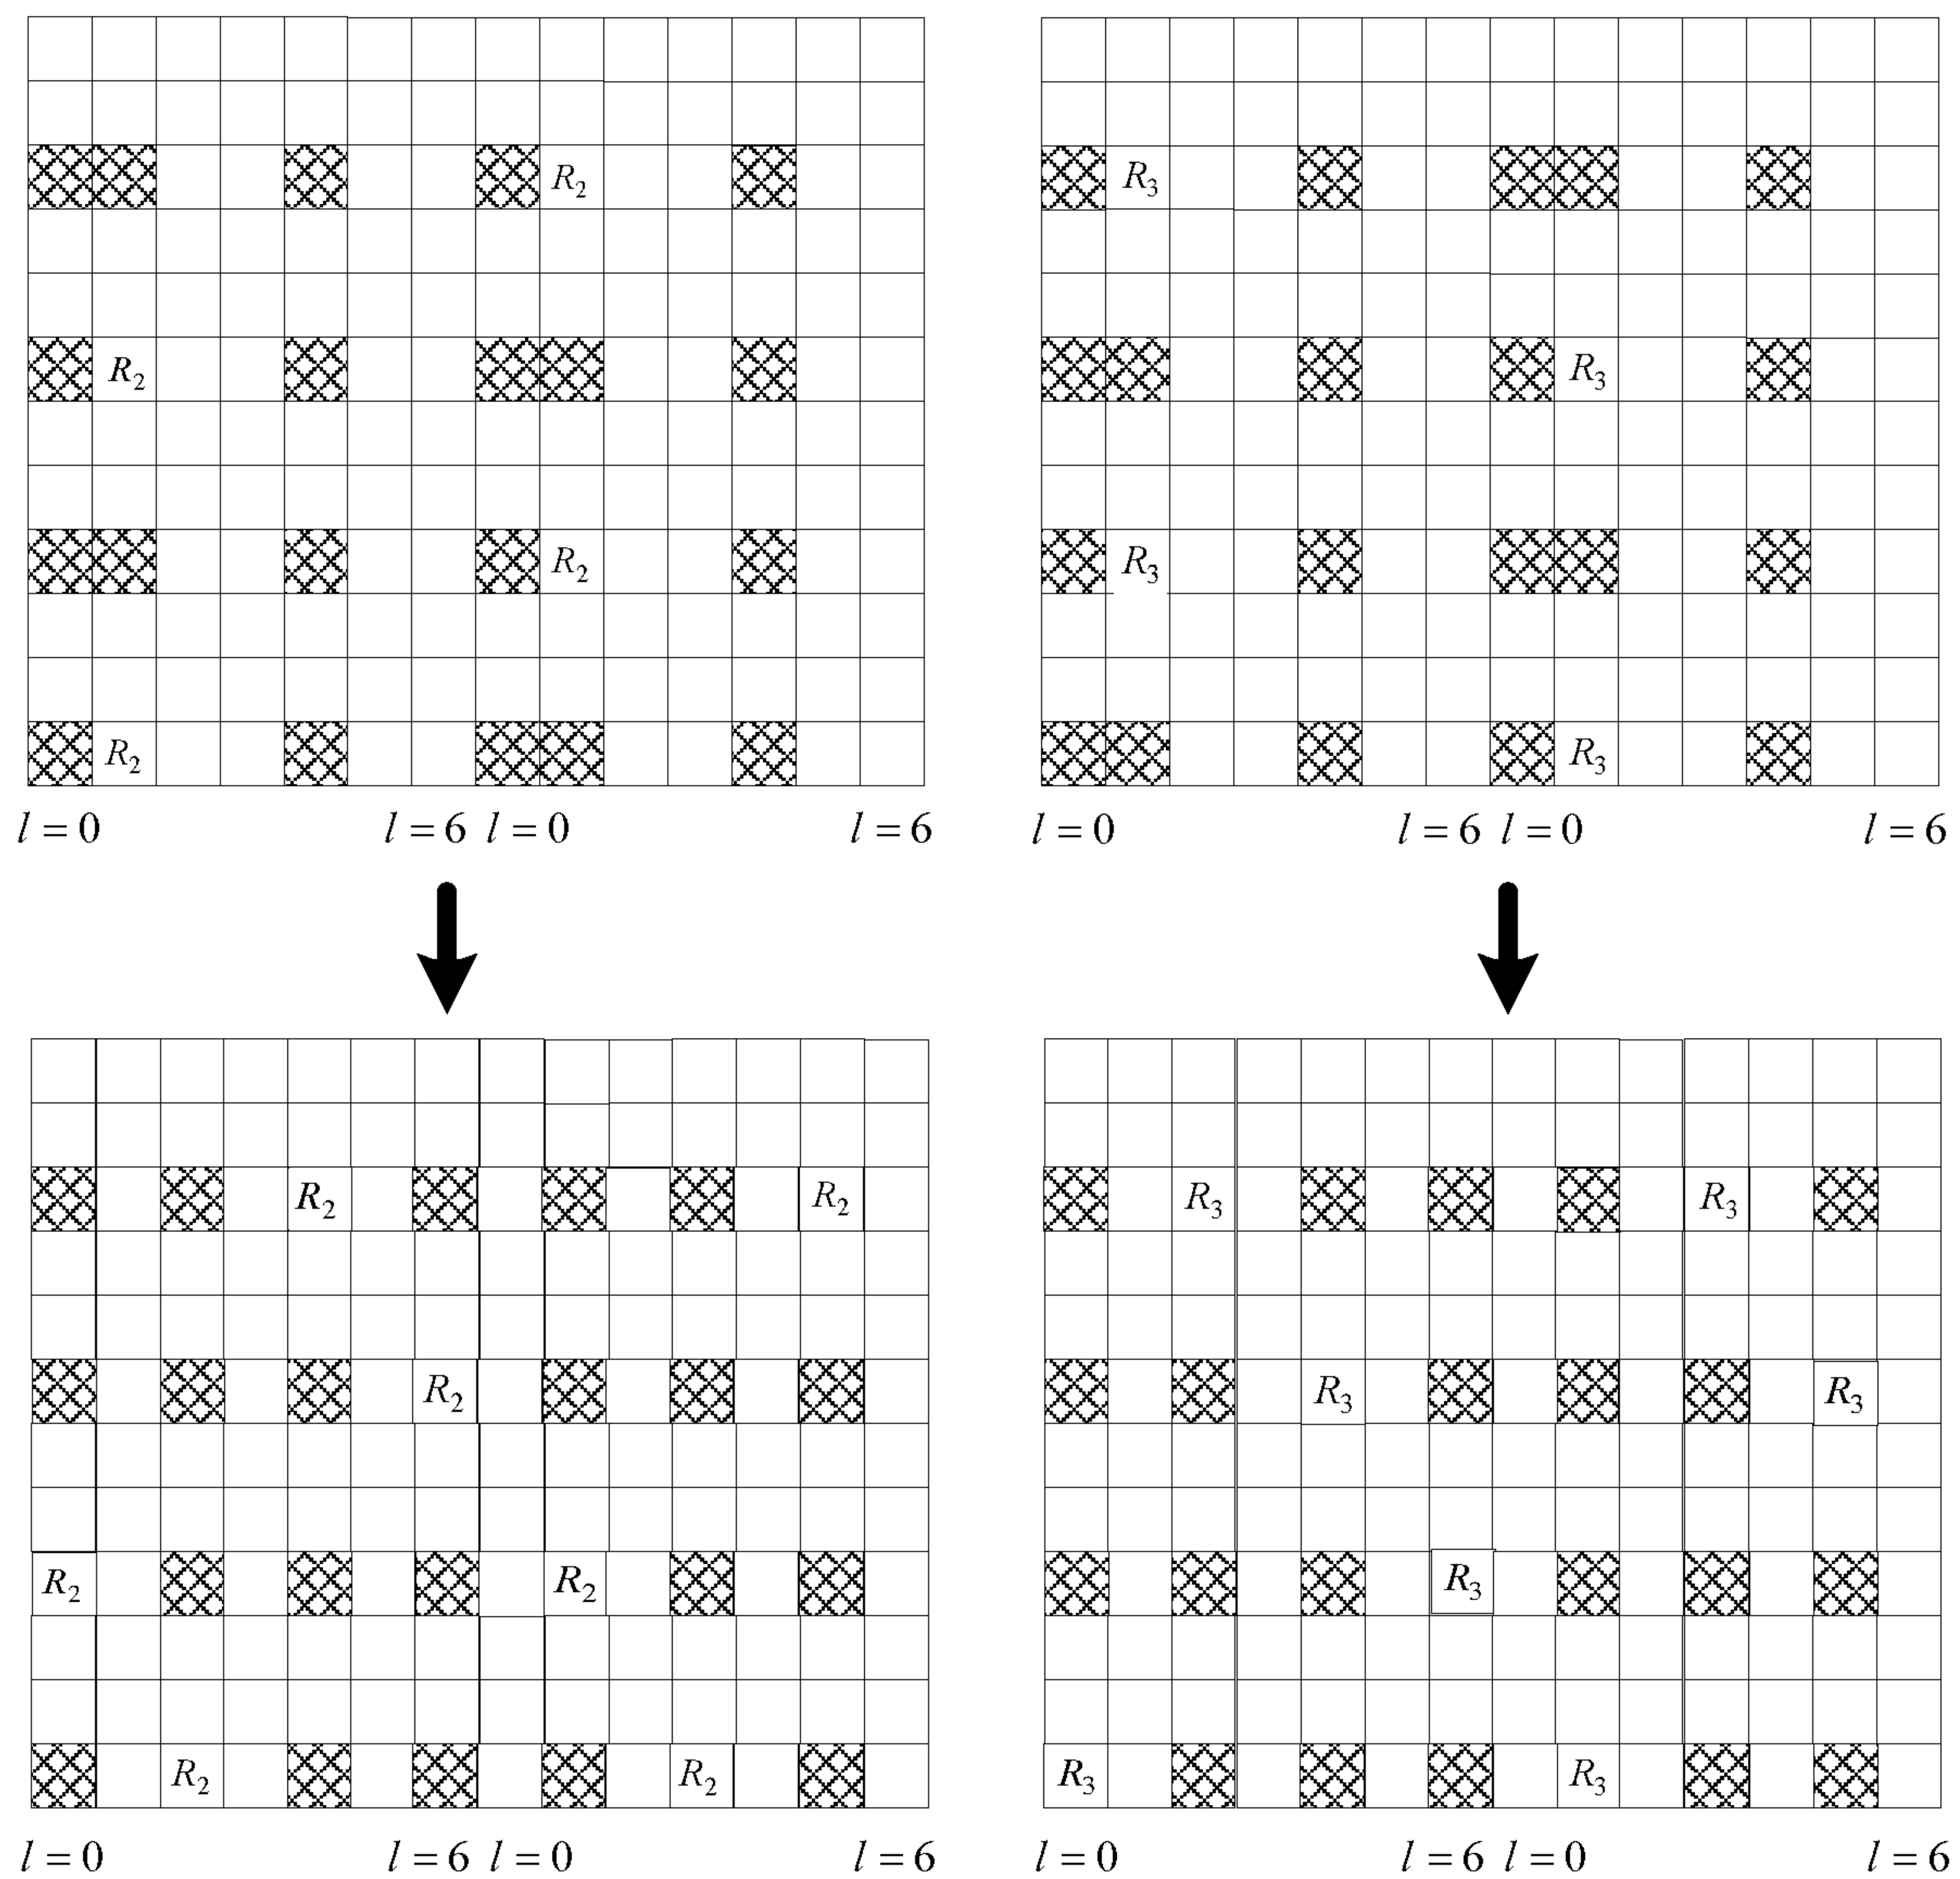 R₂ R₃
R₂ R₃
R₂ R₃
R₂ R₃
l = 0 l = 6 l = 0 l = 6 l = 0 l = 6 l = 0 l = 6
R₂ R₂ R₃ R₃
R₂ R₃ R₃
R₂ R₂ R₃
R₂ R₂ R₃ R₃
l = 0 l = 6 l = 0 l = 6 l = 0 l = 6 l = 0 l = 6